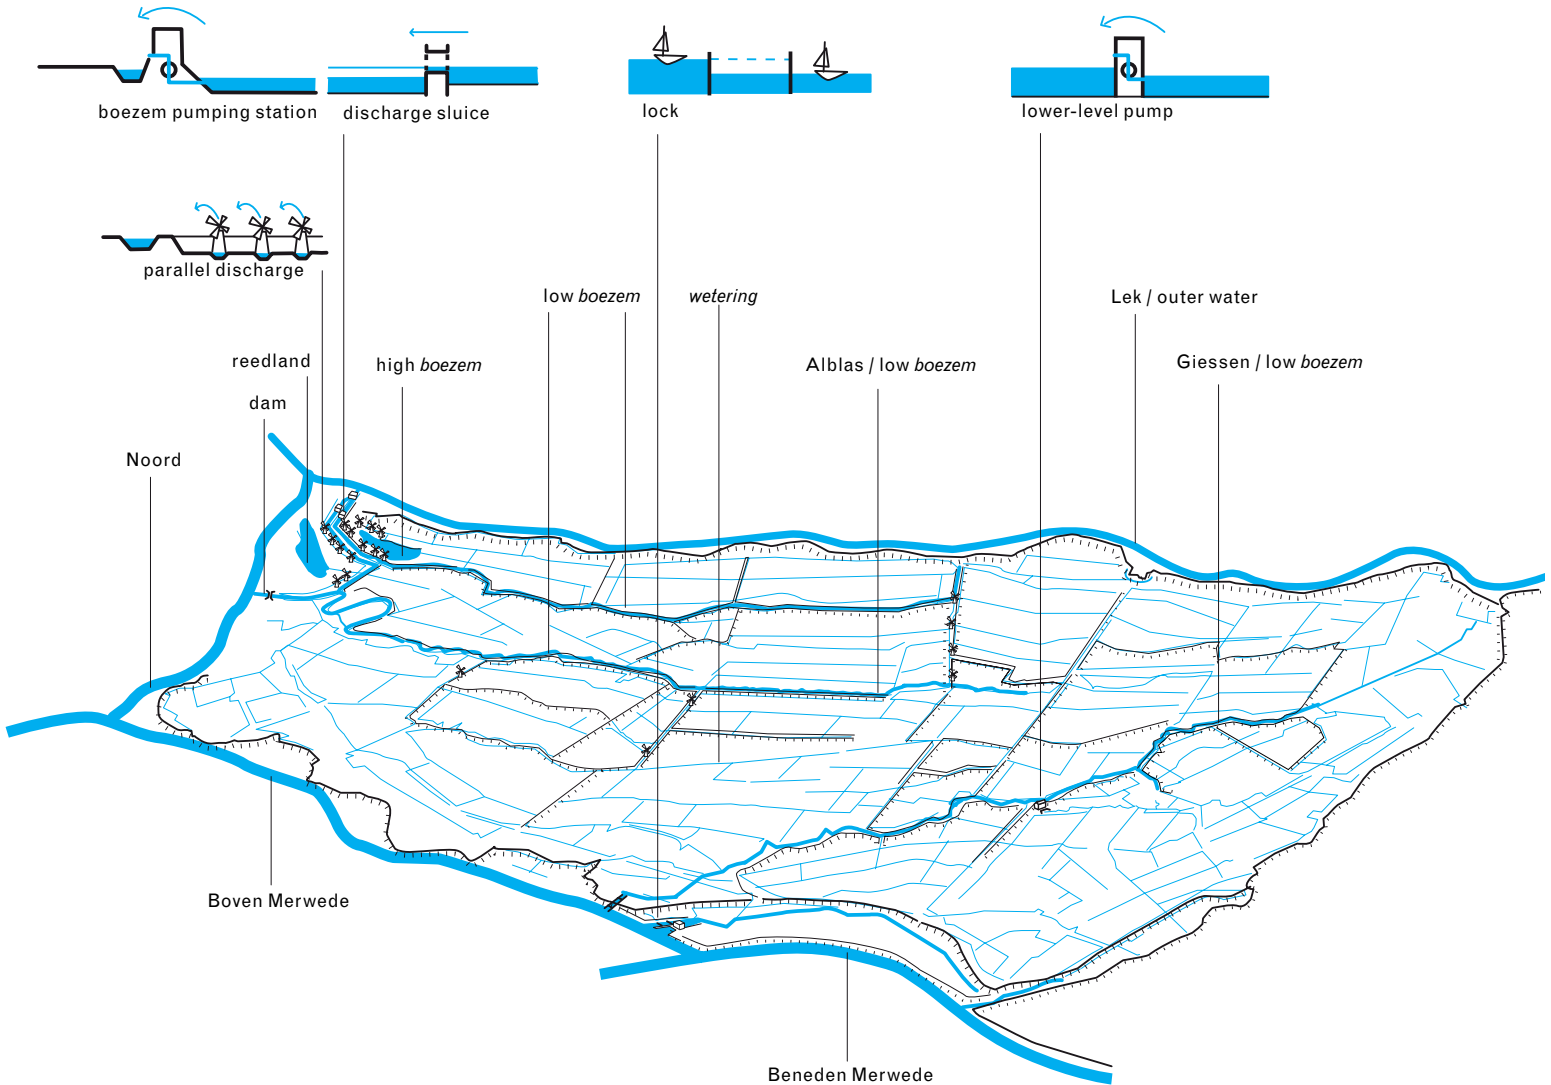 boezem pumping station
discharge sluice
lock
lower-level pump
parallel discharge
low boezem
wetering
Lek / outer water
reedland
high boezem
Alblas / low boezem
Giessen / low boezem
dam
Noord
Boven Merwede
Beneden Merwede